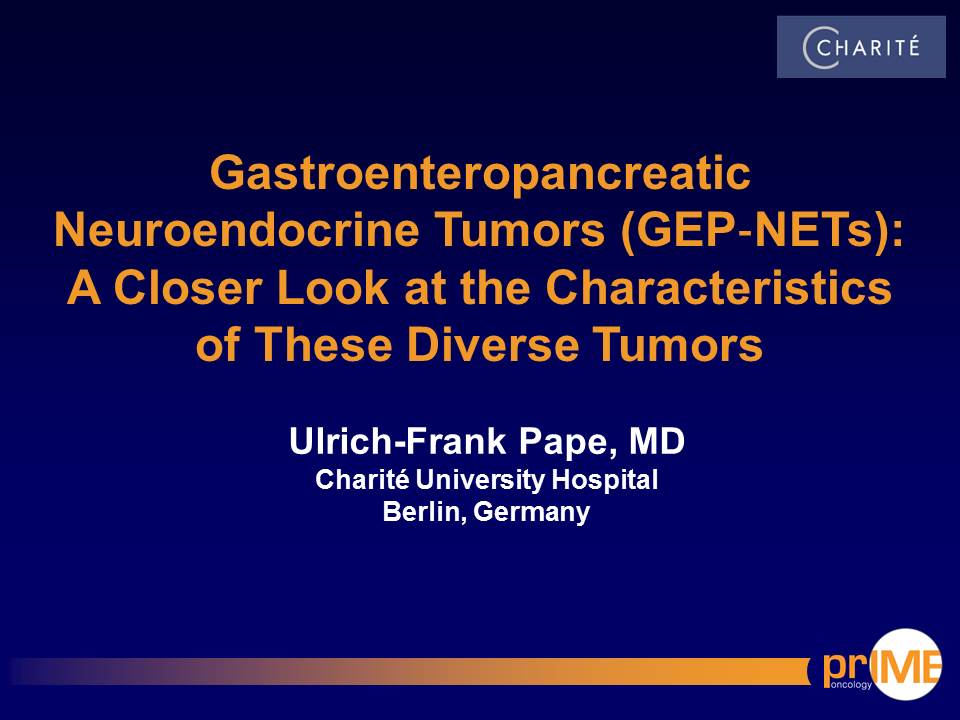 CHARITÉ
Gastroenteropancreatic
Neuroendocrine Tumors (GEP-NETs):
A Closer Look at the Characteristics
of These Diverse Tumors
Ulrich-Frank Pape, MD
Charité University Hospital
Berlin, Germany
prIME
oncology